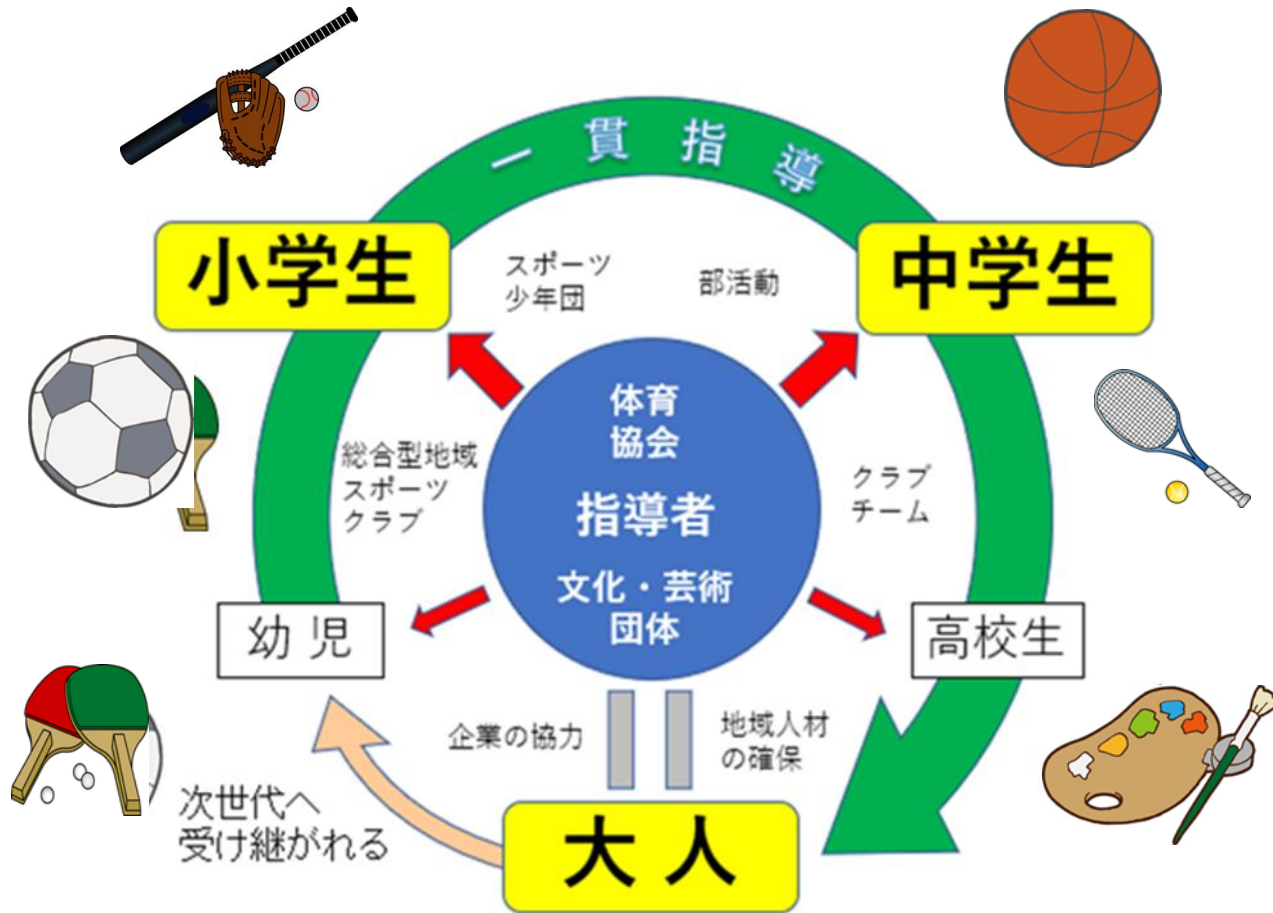 一貫指導
小学生
中学生
スポーツ
少年団
部活動
体育
協会
指導者
文化・芸術
団体
総合型地域
スポーツ
クラブ
クラブ
チーム
幼児
高校生
企業の協力
地域人材
の確保
次世代へ
受け継がれる
大人